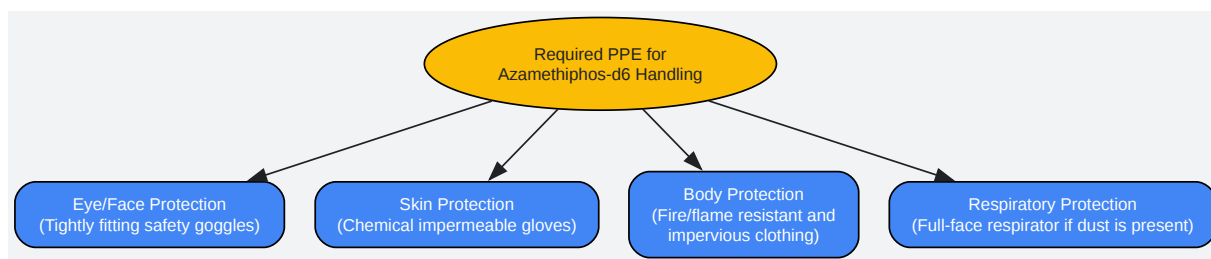 Required PPE for
Azamethiphos-d6 Handling
Eye/Face Protection
(Tightly fitting safety goggles)
Skin Protection
(Chemical impermeable gloves)
Body Protection
(Fire/flame resistant and
impervious clothing)
Respiratory Protection
(Full-face respirator if dust is present)